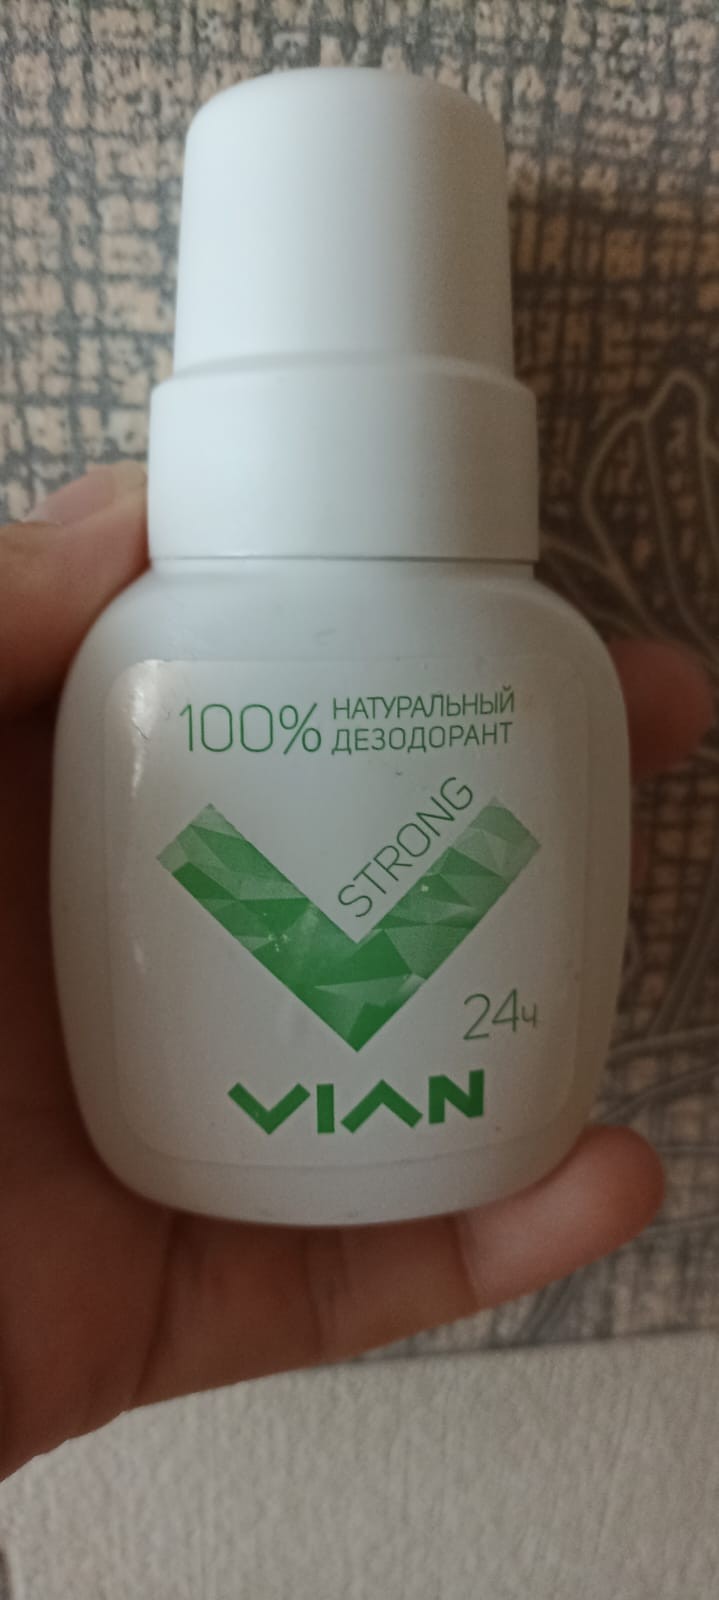 100% НАТУРАЛЬНЫЙ
ДЕЗОДОРАНТ
STRONG
24ч
VIAN